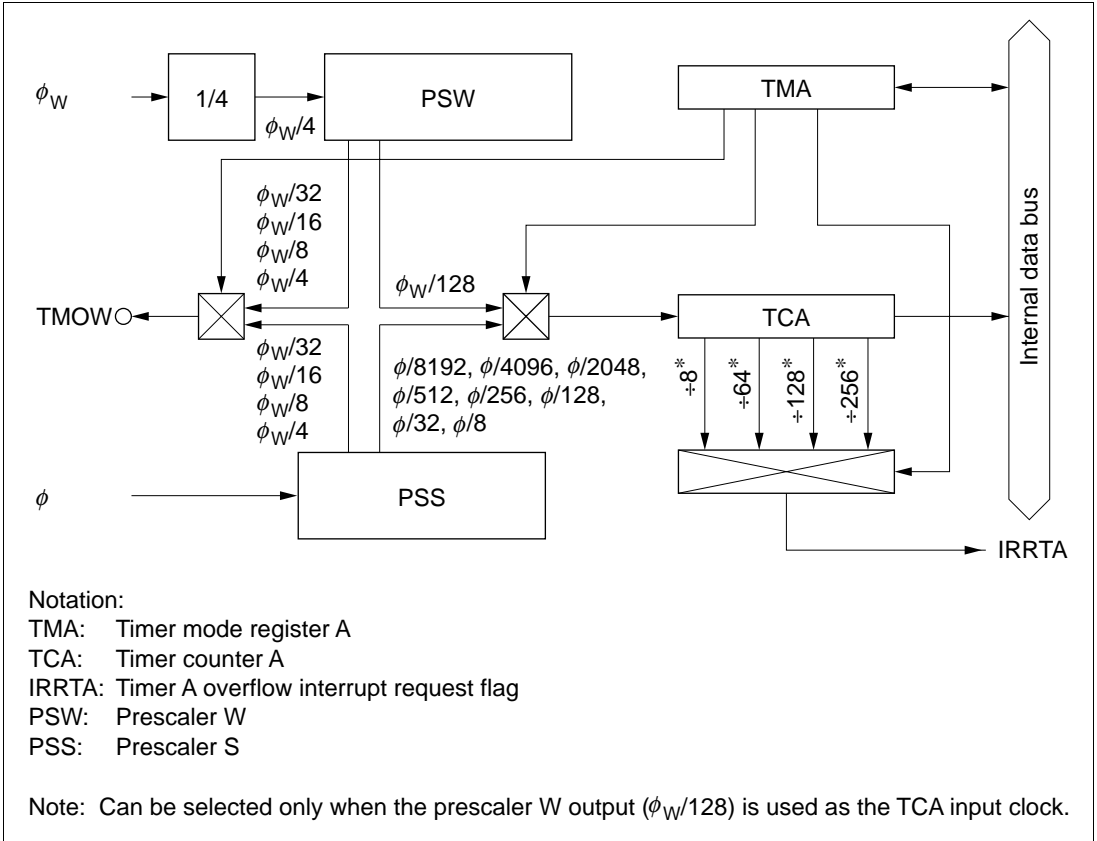 ϕW
1/4
ϕW/4
PSW
TMA
ϕW/32
ϕW/16
ϕW/8
ϕW/4
ϕW/128
TMOW
TCA
Internal data bus
ϕW/32
ϕW/16
ϕW/8
ϕW/4
ϕ/8192, ϕ/4096, ϕ/2048,
ϕ/512, ϕ/256, ϕ/128,
ϕ/32, ϕ/8
÷8*
÷64*
÷128*
÷256*
ϕ
PSS
IRRTA
Notation:
TMA: Timer mode register A
TCA: Timer counter A
IRRTA: Timer A overflow interrupt request flag
PSW: Prescaler W
PSS: Prescaler S
Note: Can be selected only when the prescaler W output (ϕW/128) is used as the TCA input clock.